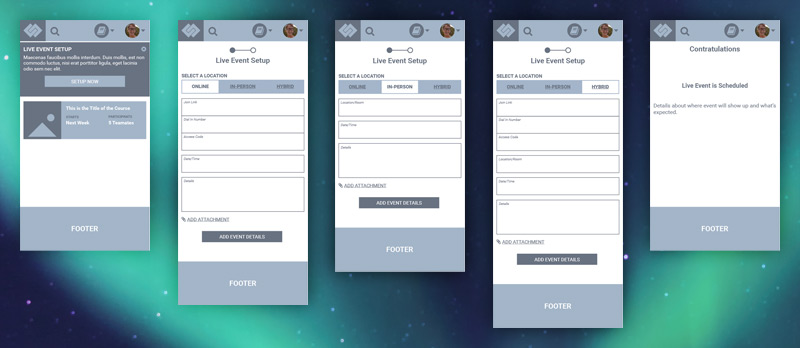 LIVE EVENT SETUP
Maecenas faucibus mollis interdum. Duis mollis, est non
commodo luctus, nisi erat porttitor ligula, eget lacinia
odio sem nec elit.
SETUP NOW
This is the Title of the Course
STARTS
PARTICIPANTS
Next Week
8 Teamates
FOOTER
Live Event Setup
SELECT A LOCATION
ONLINE
IN-PERSON
HYBRID
Join Link
Dial In Number
Access Code
Date/Time
Details
ADD ATTACHMENT
ADD EVENT DETAILS
FOOTER
Live Event Setup
SELECT A LOCATION
ONLINE
IN-PERSON
HYBRID
Location/Room
Date/Time
Details
ADD ATTACHMENT
ADD EVENT DETAILS
FOOTER
Live Event Setup
SELECT A LOCATION
ONLINE
IN-PERSON
HYBRID
Join Link
Dial In Number
Access Code
Location/Room
Date/Time
Details
ADD ATTACHMENT
ADD EVENT DETAILS
FOOTER
Contratulations
Live Event is Scheduled
Details about where event will show up and what's
expected.
FOOTER